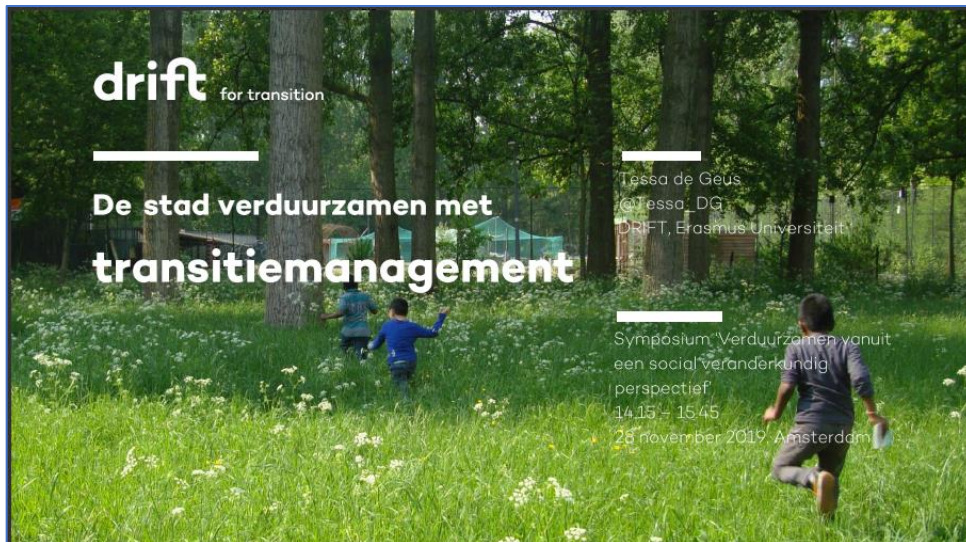 drift for transition
De stad verduurzamen met
transitiemanagement
Tessa de Geus
@Tessa_DG
DRIFT, Erasmus Universiteit
Symposium 'Verduurzamen vanuit
een social veranderkundig
perspectief'
14.15 – 15.45
28 november 2019, Amsterdam